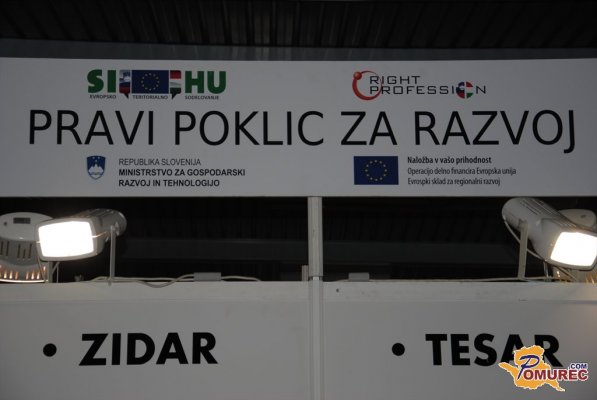 SI HU
EVROPSKO TERITORIALNO SODELOVANJE
RIGHT
PROFESSION
PRAVI POKLIC ZA RAZVOJ
REPUBLIKA SLOVENIJA
MINISTRSTVO ZA GOSPODARSKI
RAZVOJ IN TEHNOLOGIJO
Naložba v vašo prihodnost
Operacijo delno financira Evropska unija
Evrospki sklad za regionalni razvoj
• ZIDAR
• TESAR
POMUREC.COM